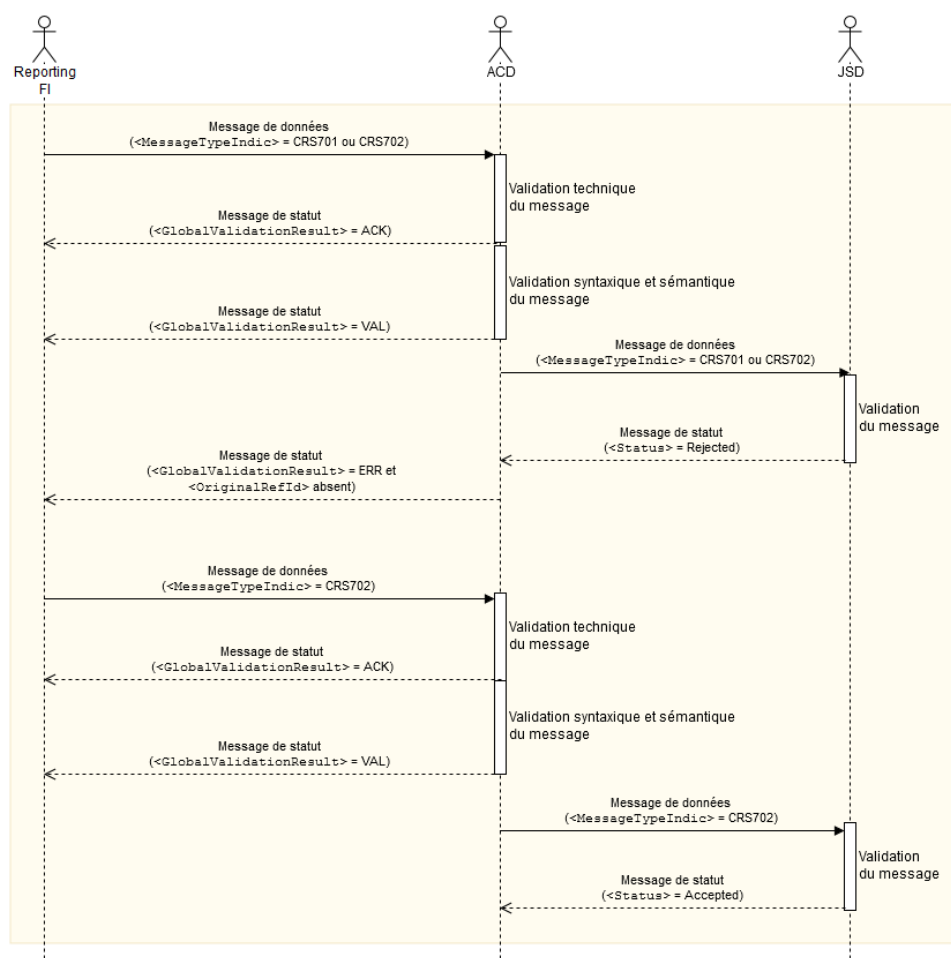 Reporting
FI
ACD
JSD
Message de données
(<MessageTypeIndic> = CRS701 ou CRS702)
Validation technique
du message
Message de statut
(<GlobalValidationResult> = ACK)
Validation syntaxique et sémantique
du message
Message de statut
(<GlobalValidationResult> = VAL)
Message de données
(<MessageTypeIndic> = CRS701 ou CRS702)
Validation
du message
Message de statut
(<Status> = Rejected)
Message de statut
(<GlobalValidationResult> = ERR et
<OriginalRefId> absent)
Message de données
(<MessageTypeIndic> = CRS702)
Validation technique
du message
Message de statut
(<GlobalValidationResult> = ACK)
Validation syntaxique et sémantique
du message
Message de statut
(<GlobalValidationResult> = VAL)
Message de données
(<MessageTypeIndic> = CRS702)
Validation
du message
Message de statut
(<Status> = Accepted)